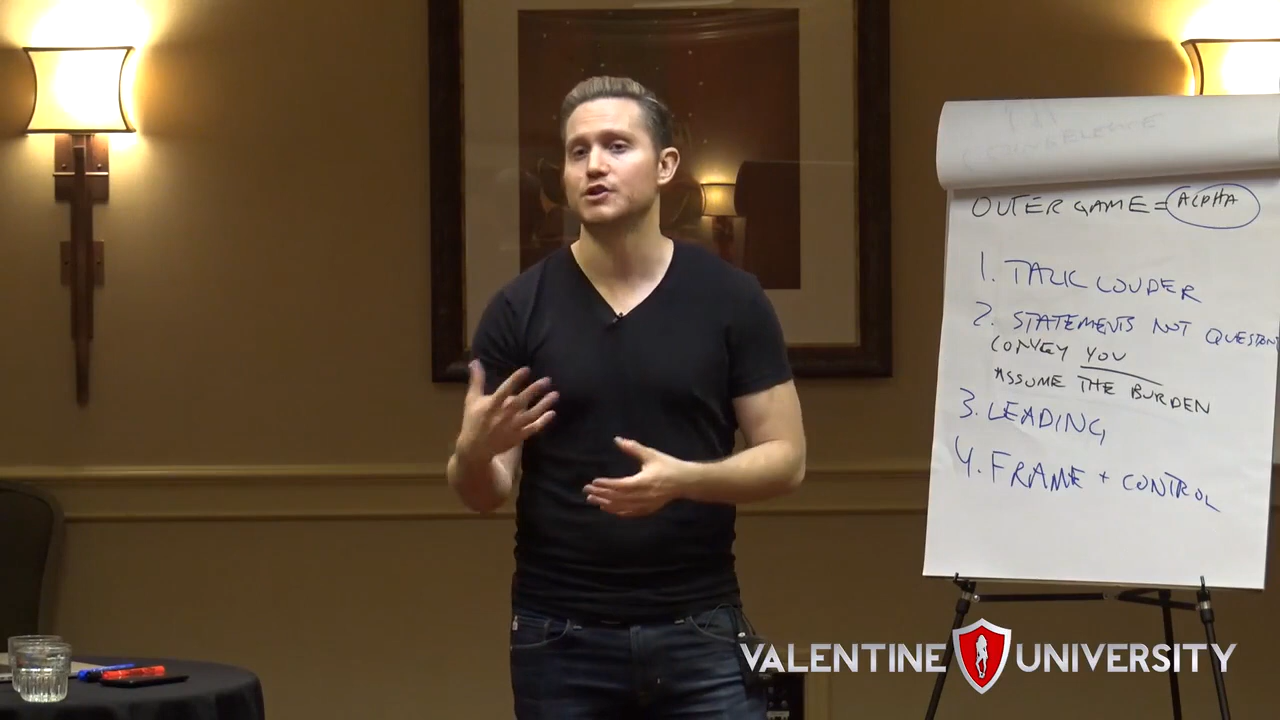 OUTER GAME = ALPHA
1. TALK LOUDER
2. STATEMENTS NOT QUESTION
CONVEY YOU
ASSUME THE BURDEN
3. LEADING
4. FRAME + CONTROL
VALENTINE UNIVERSITY